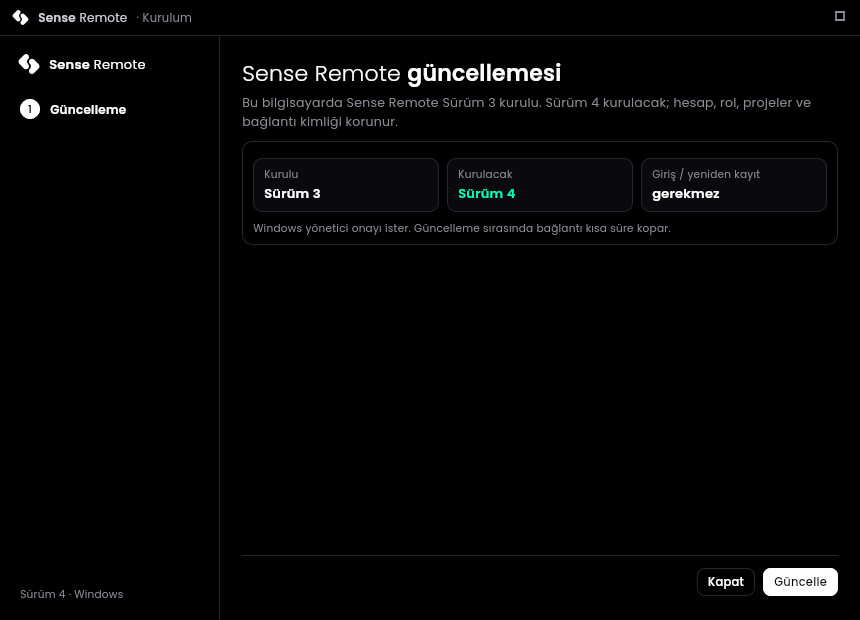 Sense Remote · Kurulum
Sense Remote
1 Güncelleme
Sense Remote güncellemesi
Bu bilgisayarda Sense Remote Sürüm 3 kurulu. Sürüm 4 kurulacak; hesap, rol, projeler ve
bağlantı kimliği korunur.
Kurulu
Sürüm 3
Kurulacak
Sürüm 4
Giriş / yeniden kayıt
gerekmez
Windows yönetici onayı ister. Güncelleme sırasında bağlantı kısa süre kopar.
Sürüm 4 · Windows
Kapat
Güncelle